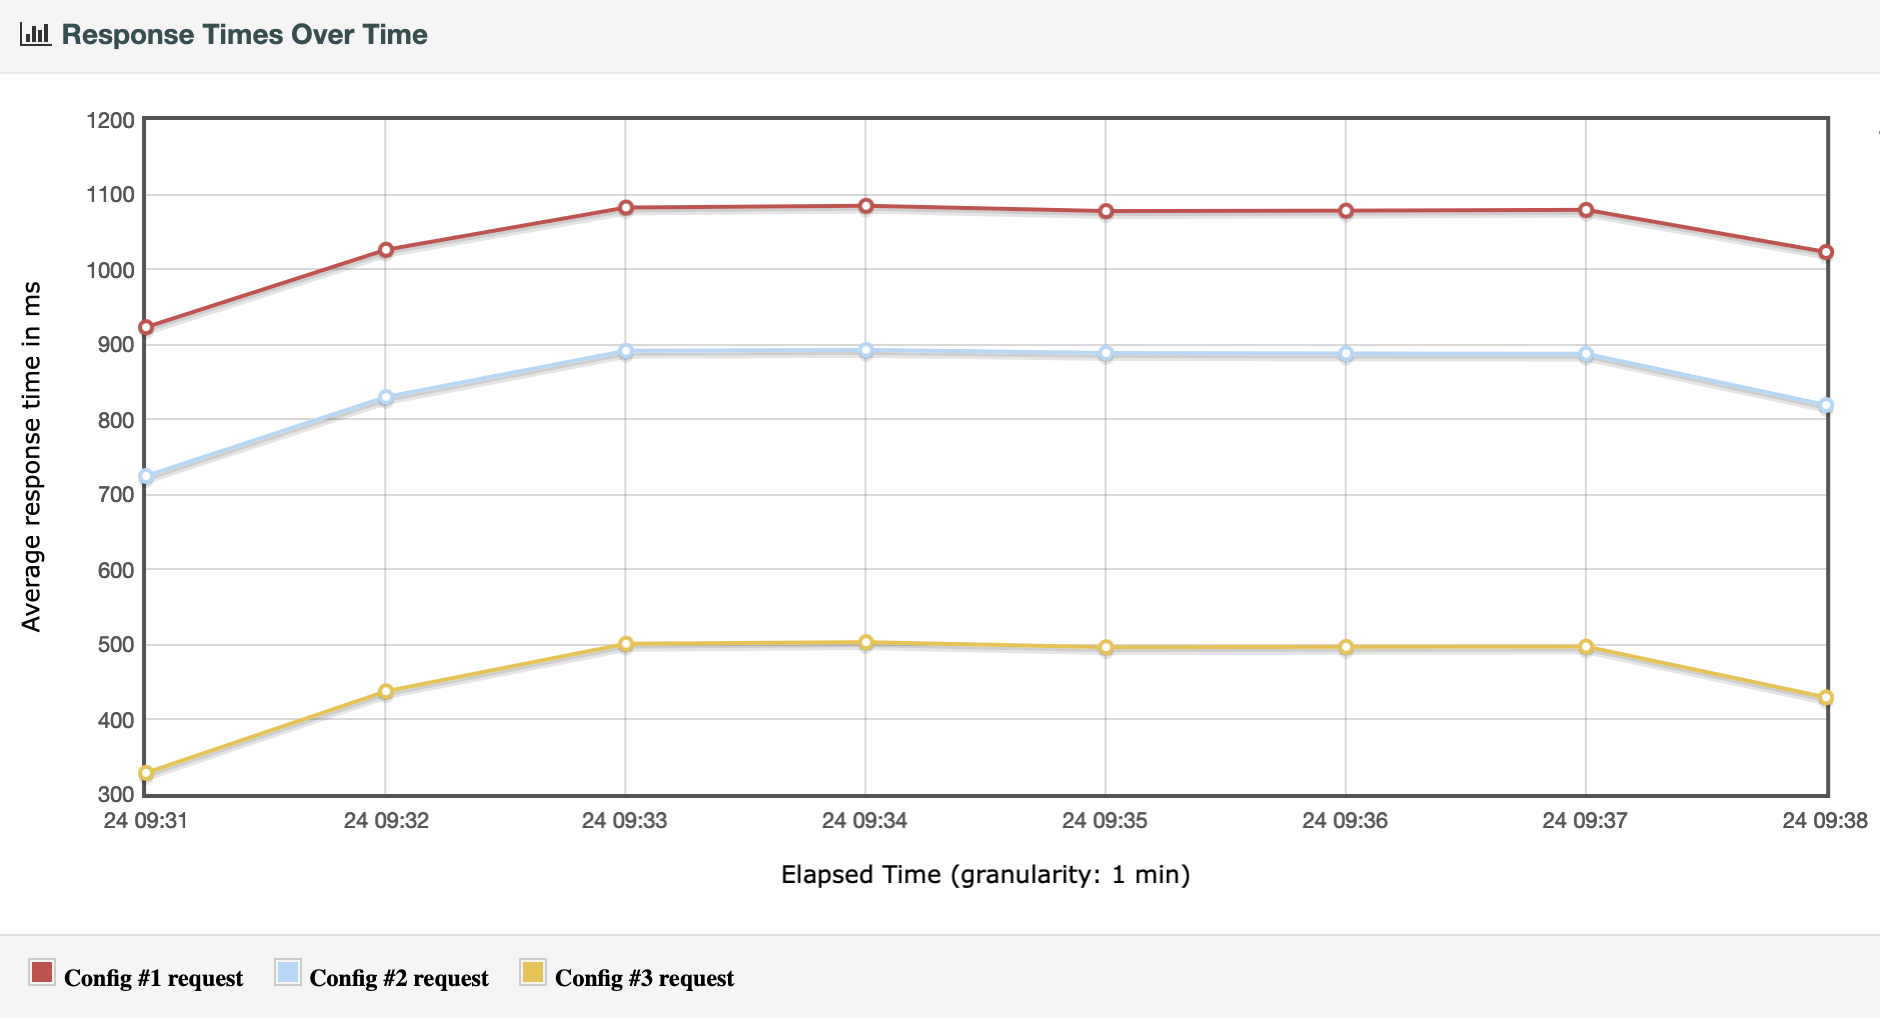 Response Times Over Time
1200
1100
1000
900
800
700
600
500
400
300
Average response time in ms
24 09:31 24 09:32 24 09:33 24 09:34 24 09:35 24 09:36 24 09:37 24 09:38
Elapsed Time (granularity: 1 min)
Config #1 request Config #2 request Config #3 request